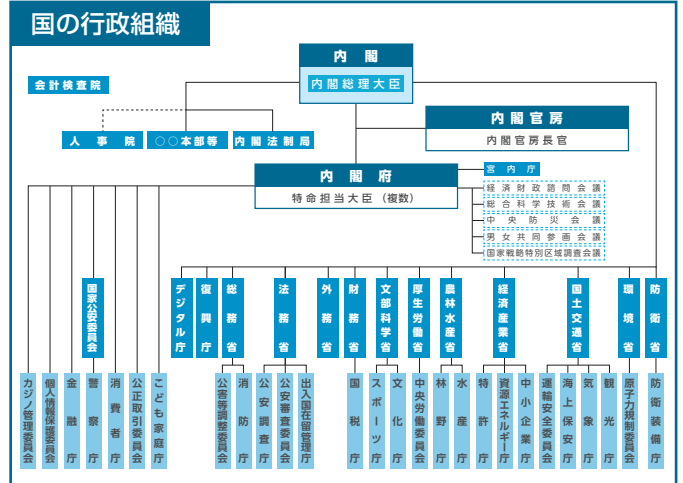 国の行政組織
内閣
内閣総理大臣
会計検査院
人事院
○○本部等
内閣法制局
内閣官房
内閣官房長官
内閣府
特命担当大臣（複数）
宮内庁
経済財政諮問会議
総合科学技術会議
中央防災会議
男女共同参画会議
国家戦略特別区域調査会議
国家公安委員会
デジタル庁
復興庁
総務省
法務省
外務省
財務省
文部科学省
厚生労働省
農林水産省
経済産業省
国土交通省
環境省
防衛省
カジノ管理委員会
個人情報保護委員会
金融庁
警察庁
消費者庁
公正取引委員会
こども家庭庁
公害等調整委員会
消防庁
公安調査庁
公安審査委員会
出入国在留管理庁
国税庁
スポーツ庁
文化庁
中央労働委員会
林野庁
水産庁
特許庁
資源エネルギー庁
中小企業庁
運輸安全委員会
海上保安庁
気象庁
観光庁
原子力規制委員会
防衛装備庁